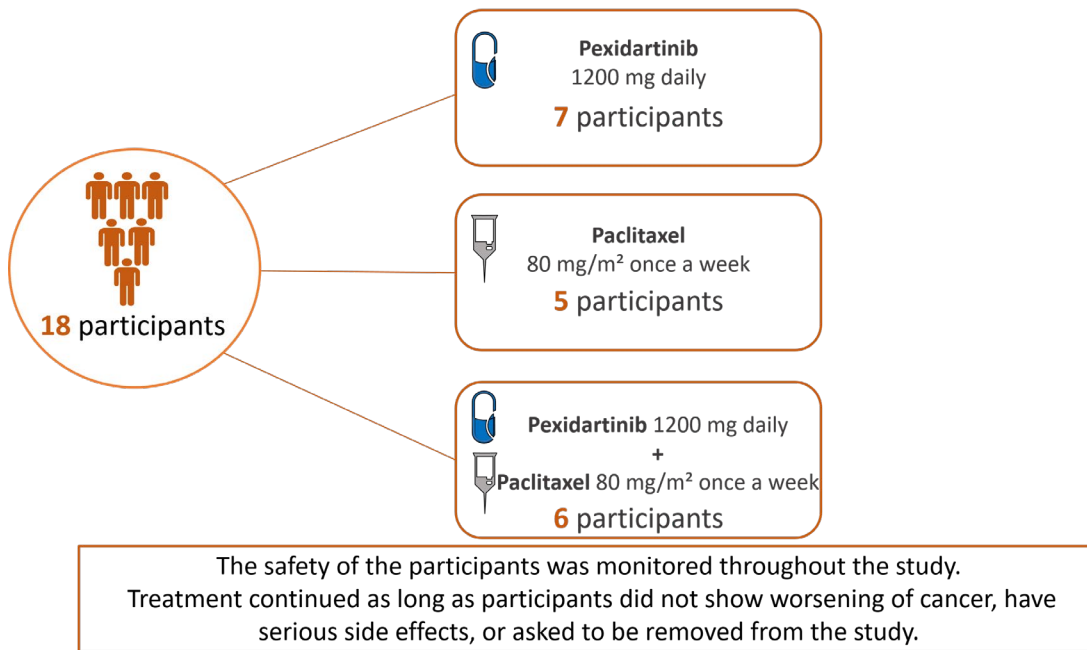 18 participants
Pexidartinib
1200 mg daily
7 participants
Paclitaxel
80 mg/m² once a week
5 participants
Pexidartinib 1200 mg daily
+
Paclitaxel 80 mg/m² once a week
6 participants
The safety of the participants was monitored throughout the study.
Treatment continued as long as participants did not show worsening of cancer, have
serious side effects, or asked to be removed from the study.